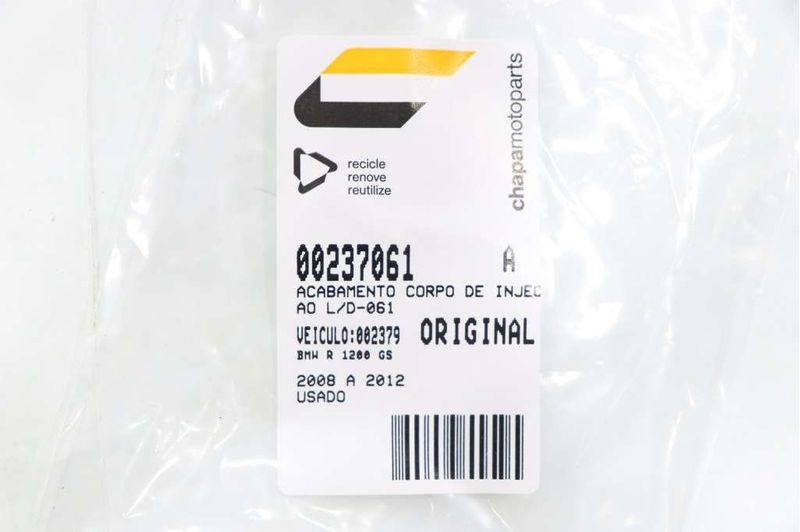 chapamotoparts
recicle
renove
reutilize
00237061 A
ACABAMENTO CORPO DE INJEC
AO L/D-061
VEICULO:002379 ORIGINAL
BMW R 1200 GS
2008 A 2012
USADO